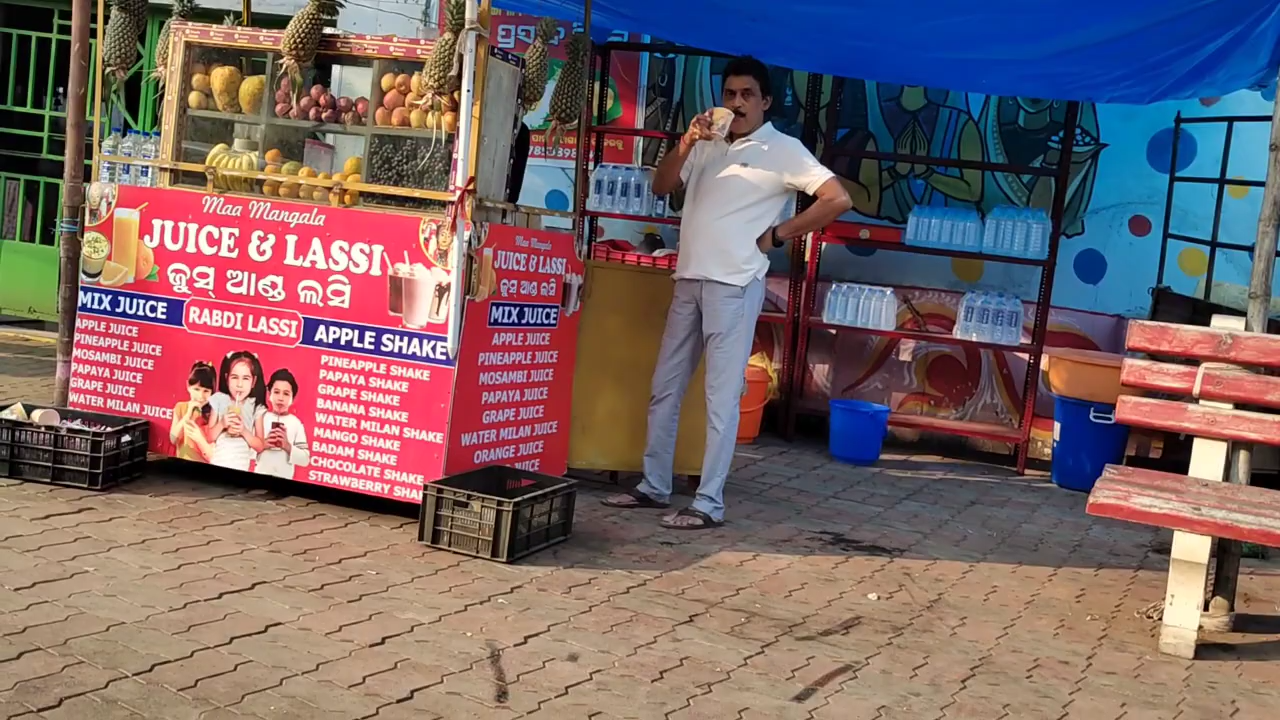 Maa Mangala
JUICE & LASSI
ଜୁସ୍ ଆଣ୍ଡ ଲସି
MIX JUICE
RABDI LASSI
APPLE SHAKE
APPLE JUICE
PINEAPPLE JUICE
MOSAMBI JUICE
PAPAYA JUICE
GRAPE JUICE
WATER MILAN JUICE
PINEAPPLE SHAKE
PAPAYA SHAKE
GRAPE SHAKE
BANANA SHAKE
WATER MILAN SHAKE
MANGO SHAKE
BADAM SHAKE
CHOCOLATE SHAKE
STRAWBERRY SHA
Maa Mangala
JUICE & LASSI
ଜୁସ୍ ଆଣ୍ଡ ଲସି
MIX JUICE
APPLE JUICE
PINEAPPLE JUICE
MOSAMBI JUICE
PAPAYA JUICE
GRAPE JUICE
WATER MILAN JUICE
ORANGE JUICE
JUICE